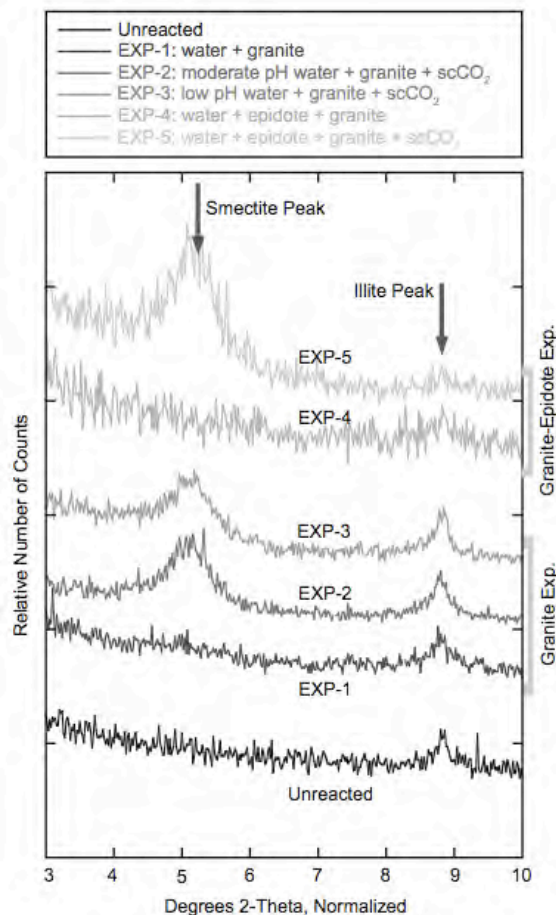 Unreacted
EXP-1: water + granite
EXP-2: moderate pH water + granite + scCO₂
EXP-3: low pH water + granite + scCO₂
EXP-4: water + epidote + granite
EXP-5: water + epidote + granite + scCO₂
Smectite Peak
Illite Peak
EXP-5
EXP-4
EXP-3
EXP-2
EXP-1
Unreacted
Granite-Epidote Exp.
Granite Exp.
Relative Number of Counts
3 4 5 6 7 8 9 10
Degrees 2-Theta, Normalized